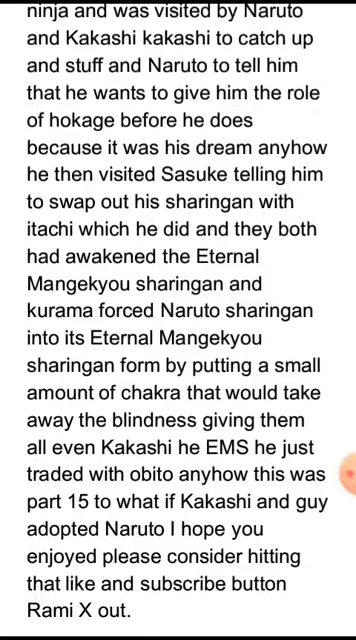 ninja and was visited by Naruto
and Kakashi kakashi to catch up
and stuff and Naruto to tell him
that he wants to give him the role
of hokage before he does
because it was his dream anyhow
he then visited Sasuke telling him
to swap out his sharingan with
itachi which he did and they both
had awakened the Eternal
Mangekyou sharingan and
kurama forced Naruto sharingan
into its Eternal Mangekyou
sharingan form by putting a small
amount of chakra that would take
away the blindness giving them
all even Kakashi he EMS he just
traded with obito anyhow this was
part 15 to what if Kakashi and guy
adopted Naruto I hope you
enjoyed please consider hitting
that like and subscribe button
Rami X out.